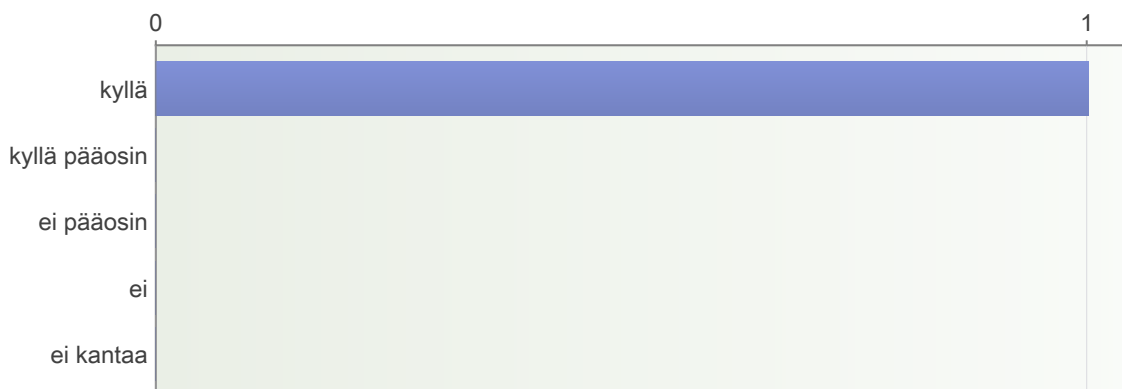 0 1
kyllä
kyllä pääosin
ei pääosin
ei
ei kantaa